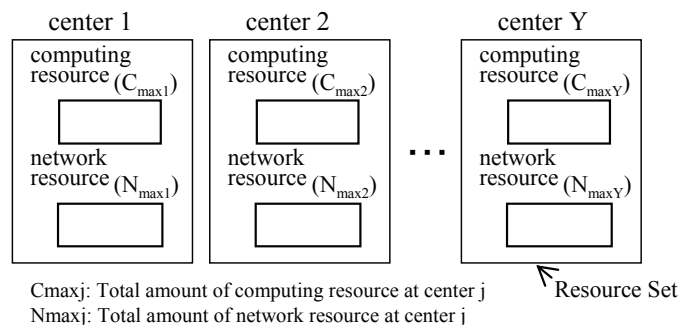 center 1 center 2 center Y
computing resource (Cmax1)
computing resource (Cmax2)
computing resource (CmaxY)
...
network resource (Nmax1)
network resource (Nmax2)
network resource (NmaxY)
Cmaxj: Total amount of computing resource at center j
Resource Set
Nmaxj: Total amount of network resource at center j